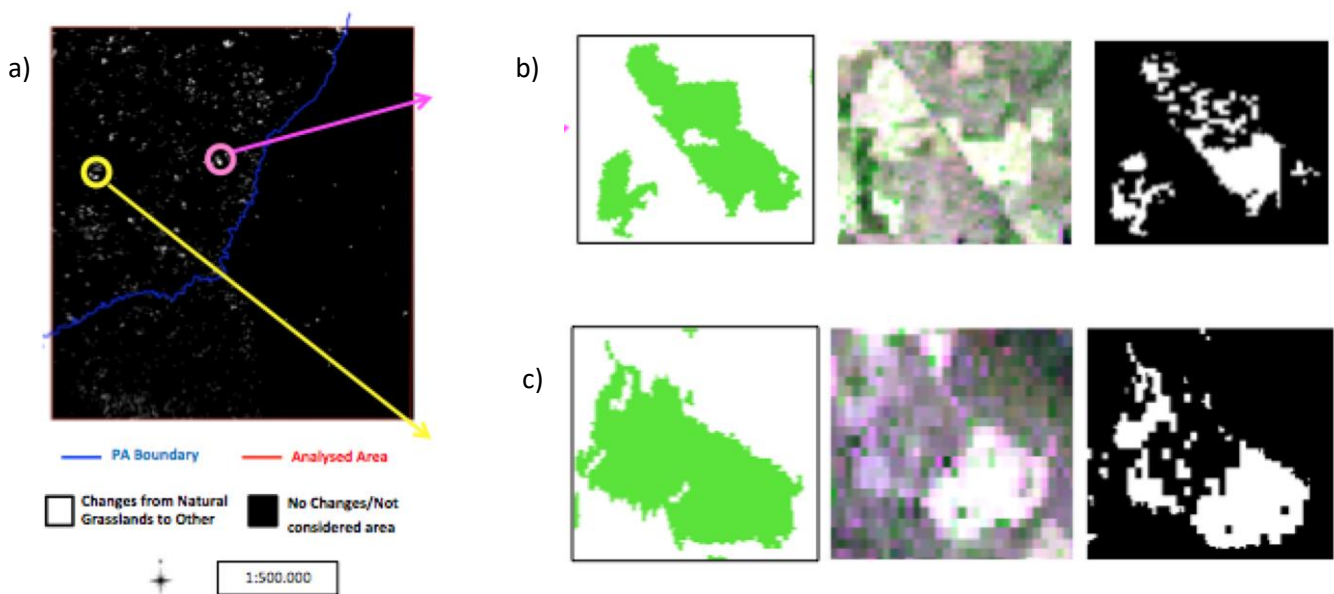 a)
b)
c)
PA Boundary
Analysed Area
Changes from Natural
Grasslands to Other
No Changes/Not
considered area
1:500.000